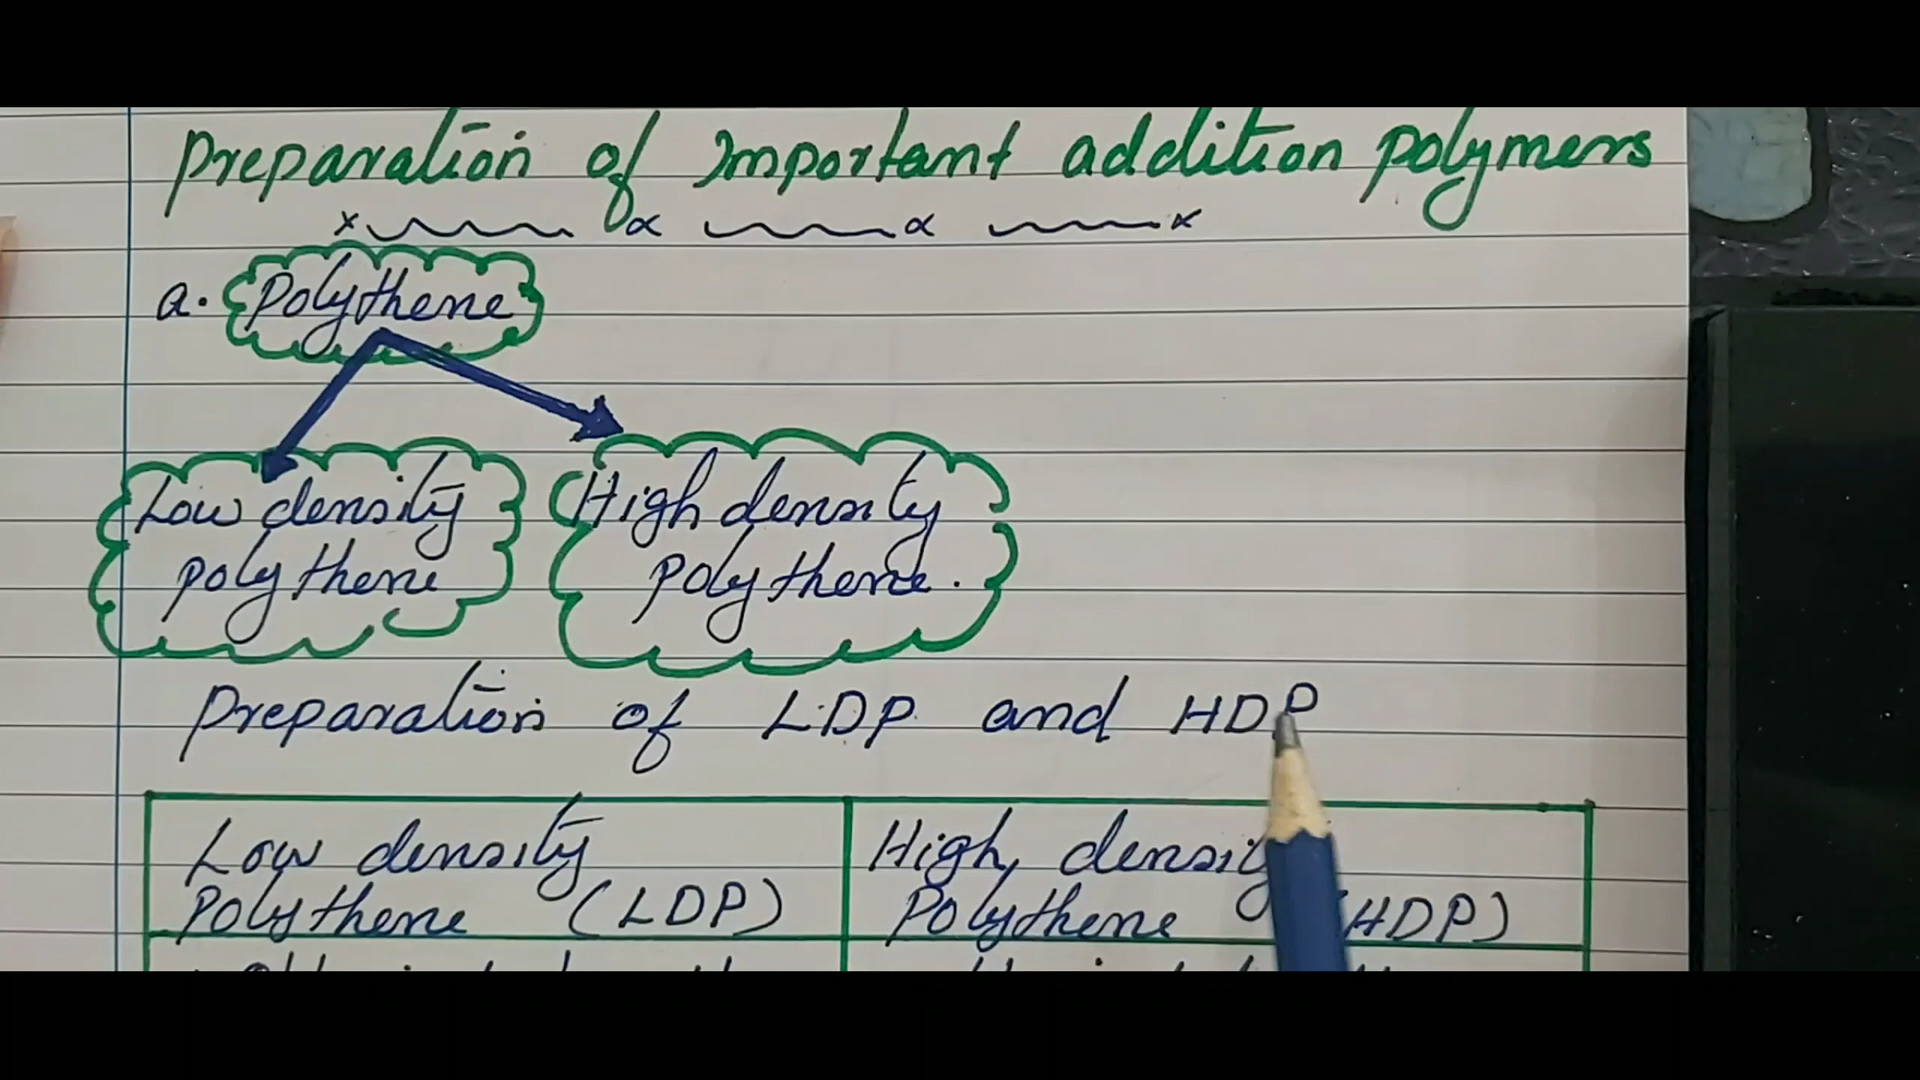 Preparation of Important addition polymers
a. Polythene
Low density
polythene
High density
polythene.
Preparation of LDP and HDP
Low density
Polythene (LDP)
High density
Polythene (HDP)